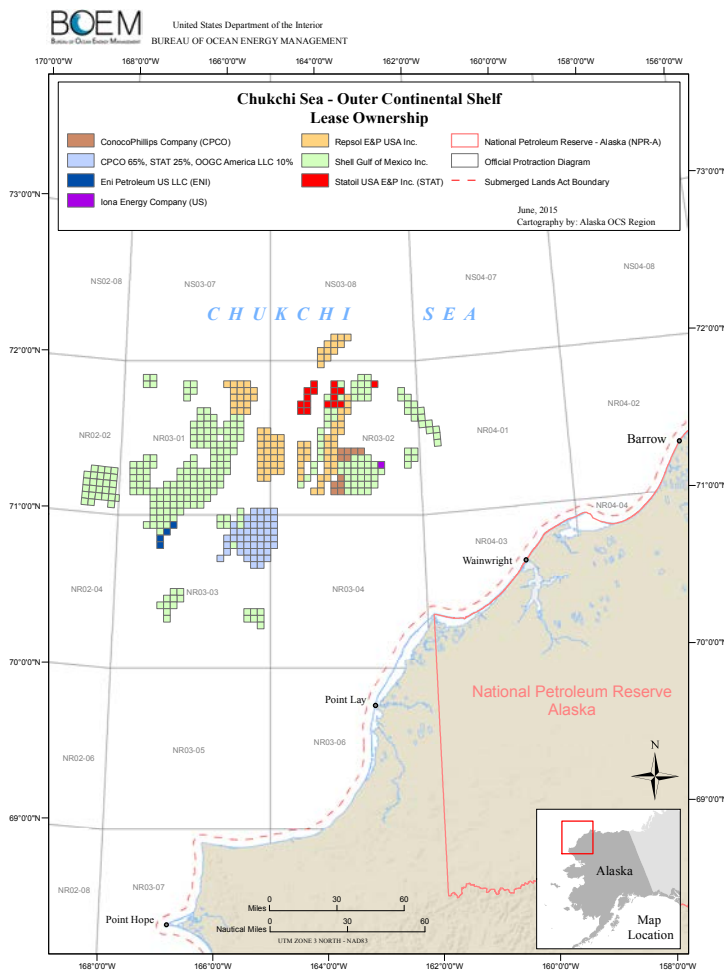 BOEM
BUREAU OF OCEAN ENERGY MANAGEMENT
United States Department of the Interior
BUREAU OF OCEAN ENERGY MANAGEMENT
170°0'0"W 168°0'0"W 166°0'0"W 164°0'0"W 162°0'0"W 160°0'0"W 158°0'0"W 156°0'0"W
Chukchi Sea - Outer Continental Shelf
Lease Ownership
ConocoPhillips Company (CPCO)
CPCO 65%, STAT 25%, OOGC America LLC 10%
Eni Petroleum US LLC (ENI)
Iona Energy Company (US)
Repsol E&P USA Inc.
Shell Gulf of Mexico Inc.
Statoil USA E&P Inc. (STAT)
National Petroleum Reserve - Alaska (NPR-A)
Official Protraction Diagram
Submerged Lands Act Boundary
June, 2015
Cartography by: Alaska OCS Region
73°0'0"N
73°0'0"N
NS02-08 NS03-07 NS03-08 NS04-07 NS04-08
CHUKCHI SEA
72°0'0"N
72°0'0"N
NR02-02 NR03-01 NR03-02 NR04-01 NR04-02
Barrow
71°0'0"N
71°0'0"N
NR04-03 NR04-04
Wainwright
NR02-04 NR03-03 NR03-04
70°0'0"N
70°0'0"N
National Petroleum Reserve
Alaska
Point Lay
NR02-06 NR03-05 NR03-06
N
69°0'0"N
69°0'0"N
NR02-08 NR03-07
Point Hope
Miles 0 30 60
Nautical Miles 0 30 60
UTM ZONE 3 NORTH - NAD83
Alaska
Map
Location
168°0'0"W 166°0'0"W 164°0'0"W 162°0'0"W 160°0'0"W 158°0'0"W